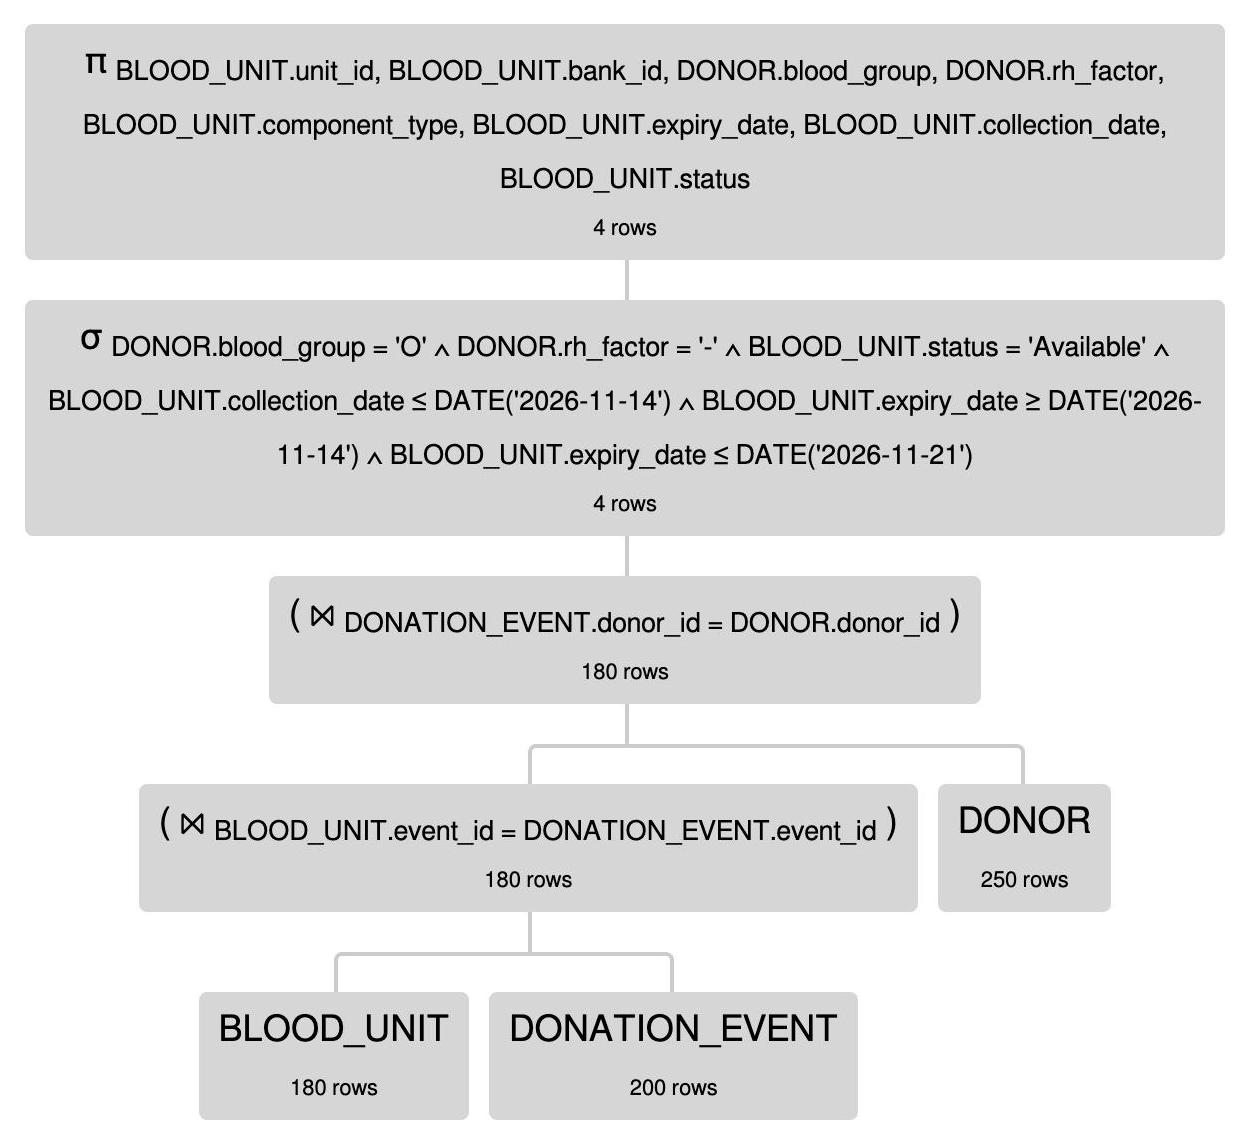 π BLOOD_UNIT.unit_id, BLOOD_UNIT.bank_id, DONOR.blood_group, DONOR.rh_factor,
BLOOD_UNIT.component_type, BLOOD_UNIT.expiry_date, BLOOD_UNIT.collection_date,
BLOOD_UNIT.status
4 rows
σ DONOR.blood_group = 'O' ∧ DONOR.rh_factor = '-' ∧ BLOOD_UNIT.status = 'Available' ∧
BLOOD_UNIT.collection_date ≤ DATE('2026-11-14') ∧ BLOOD_UNIT.expiry_date ≥ DATE('2026-
11-14') ∧ BLOOD_UNIT.expiry_date ≤ DATE('2026-11-21')
4 rows
( ⋈ DONATION_EVENT.donor_id = DONOR.donor_id )
180 rows
( ⋈ BLOOD_UNIT.event_id = DONATION_EVENT.event_id )
180 rows
DONOR
250 rows
BLOOD_UNIT
180 rows
DONATION_EVENT
200 rows